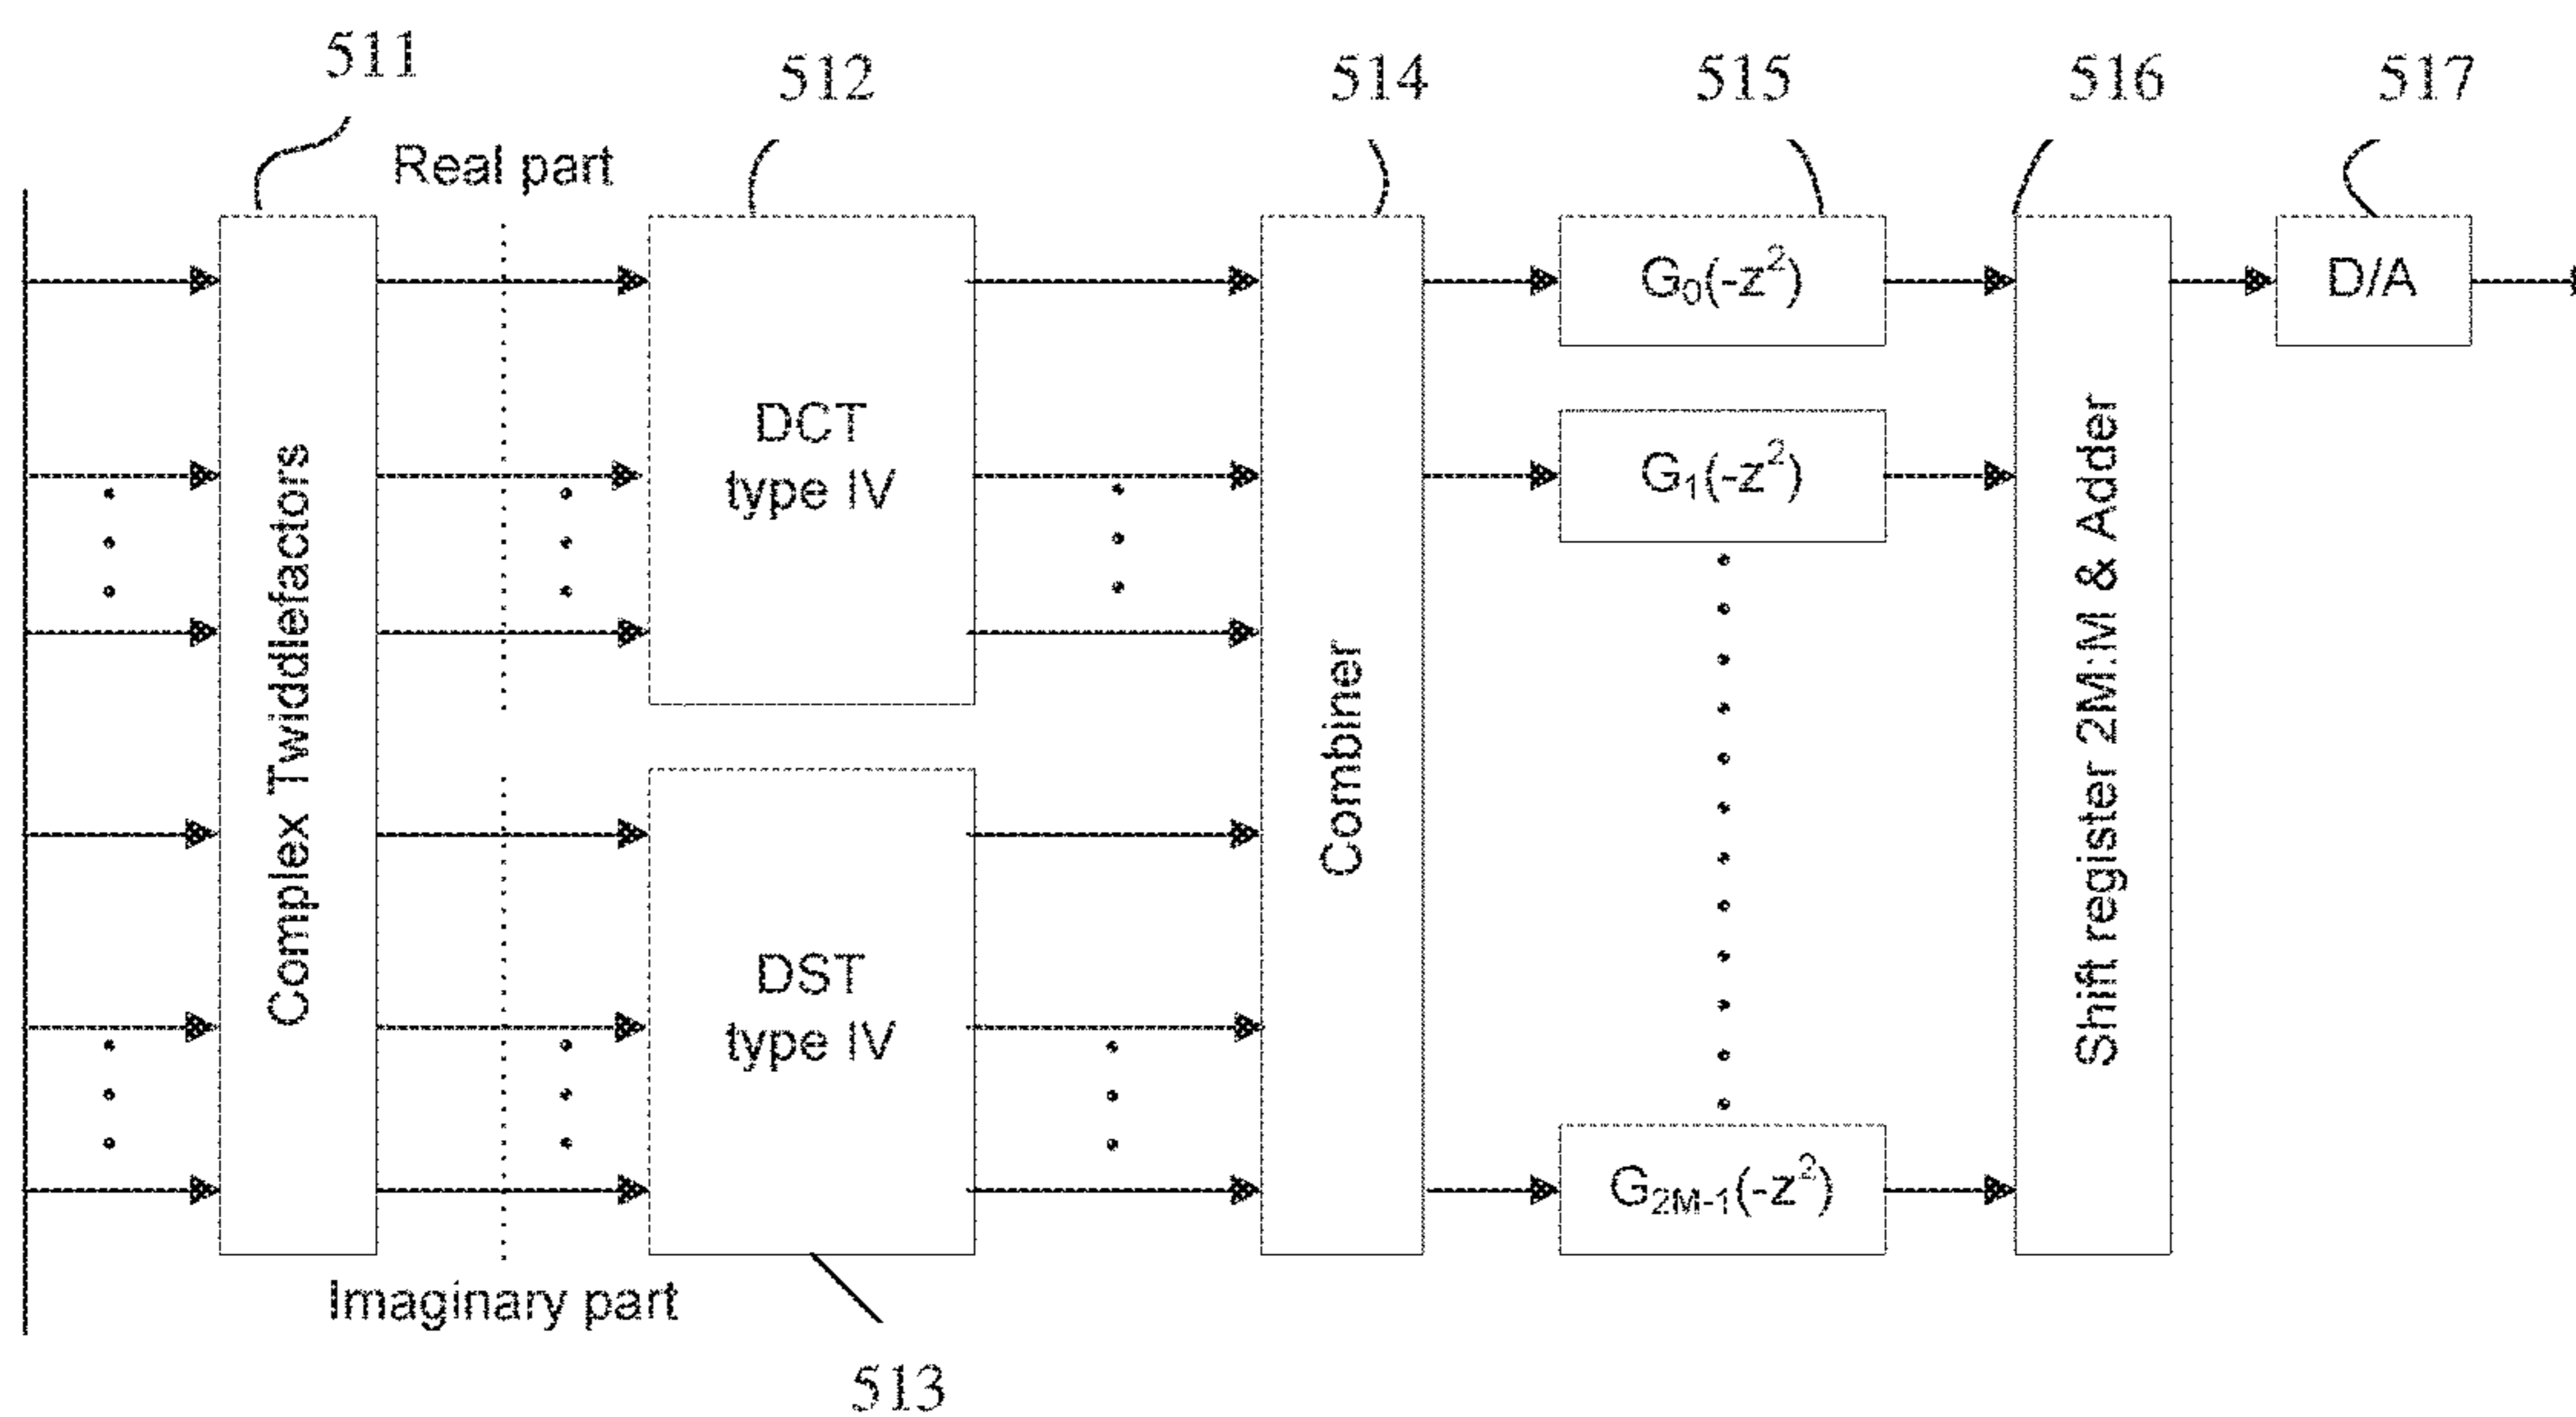 511
512
514
515
516
517
Real part
Complex Twiddlefactors
DCT
type IV
DST
type IV
Imaginary part
513
Combiner
G₀(-z²)
G₁(-z²)
G₂M-₁(-z²)
Shift register 2M:M & Adder
D/A